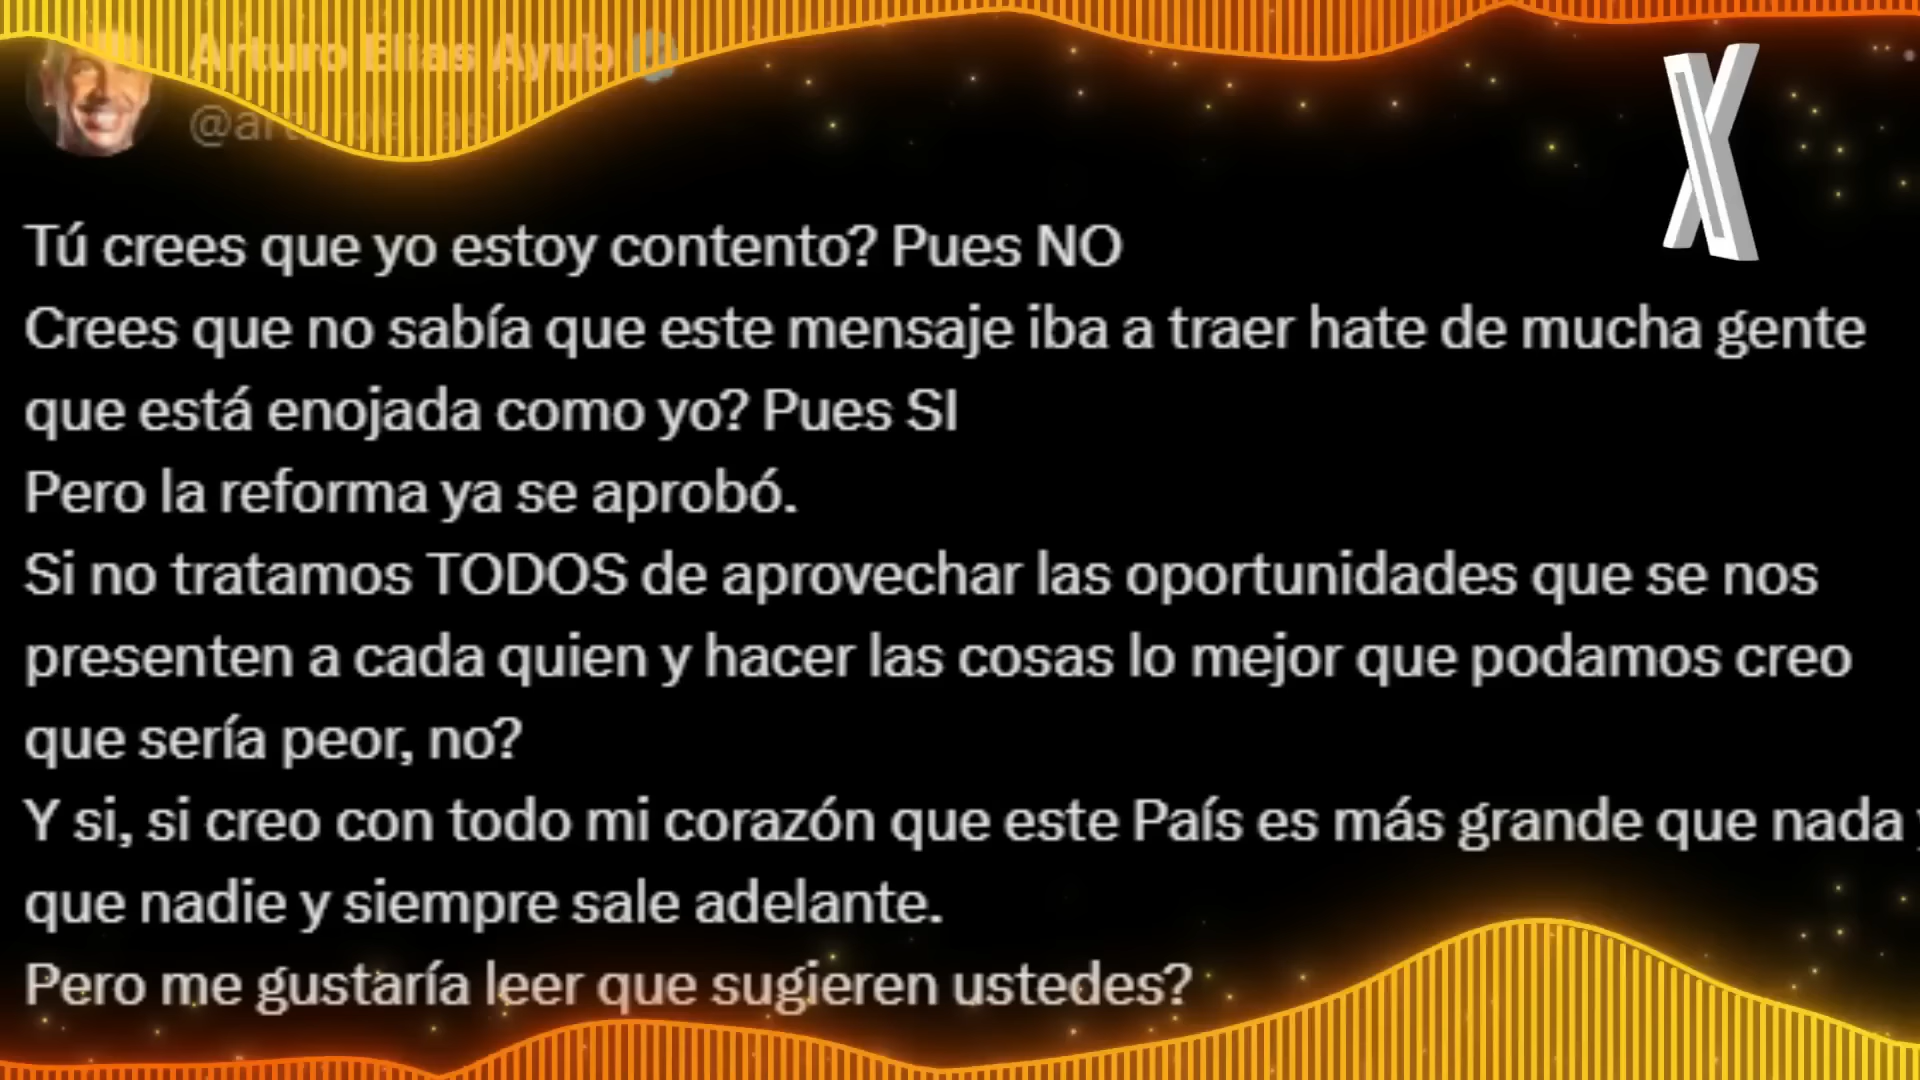 Arturo Elias Ayub
Tú crees que yo estoy contento? Pues NO
Crees que no sabía que este mensaje iba a traer hate de mucha gente
que está enojada como yo? Pues SI
Pero la reforma ya se aprobó.
Si no tratamos TODOS de aprovechar las oportunidades que se nos
presenten a cada quien y hacer las cosas lo mejor que podamos creo
que sería peor, no?
Y si, si creo con todo mi corazón que este País es más grande que nada y
que nadie y siempre sale adelante.
Pero me gustaría leer que sugieren ustedes?
X